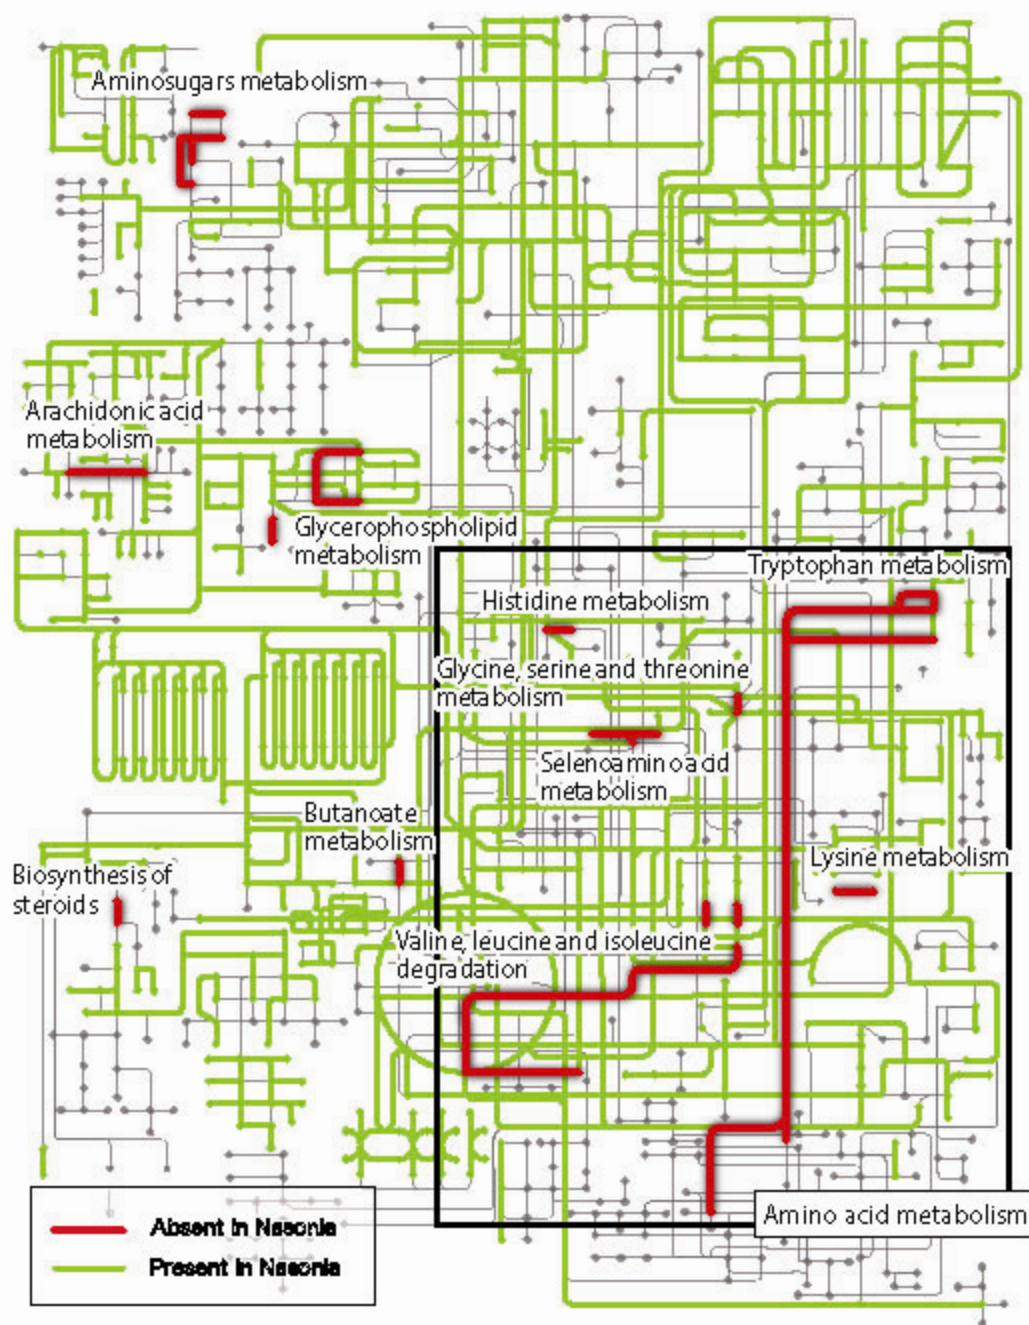 Aminosugars metabolism
Arachidonic acid
metabolism
Glycerophospholipid
metabolism
Tryptophan metabolism
Histidine metabolism
Glycine, serine and threonine
metabolism
Selenoamino acid
metabolism
Butanoate
metabolism
Lysine metabolism
Biosynthesis of
steroids
Valine, leucine and isoleucine
degradation
Amino acid metabolism
Absent in Nasonia
Present in Nasonia